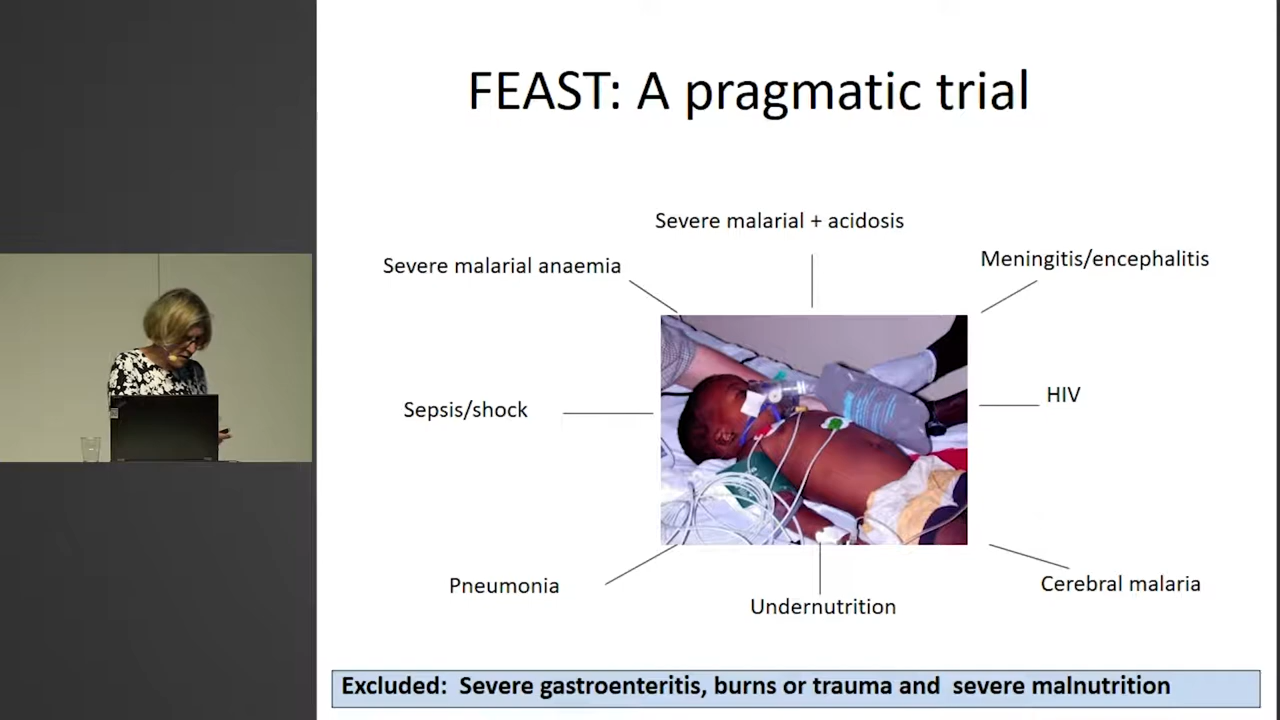 FEAST: A pragmatic trial
Severe malarial + acidosis
Severe malarial anaemia
Meningitis/encephalitis
HIV
Sepsis/shock
Pneumonia
Undernutrition
Cerebral malaria
Excluded: Severe gastroenteritis, burns or trauma and severe malnutrition